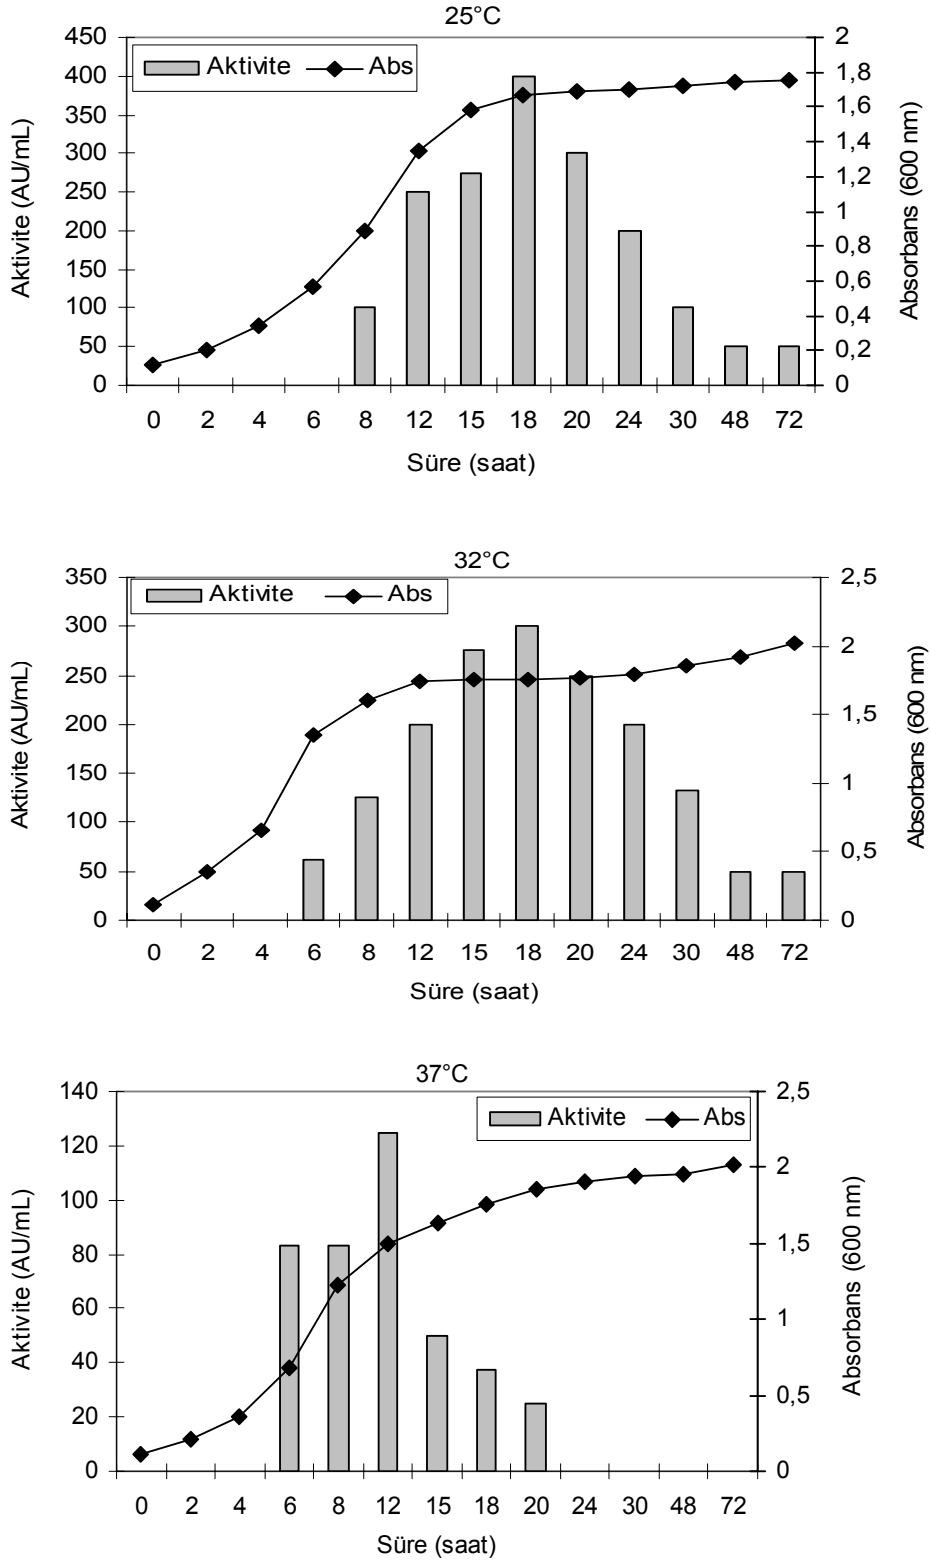 25°C
Aktivite Abs
450
400
350
300
250
200
150
100
50
0
Aktivite (AU/mL)
2
1,8
1,6
1,4
1,2
1
0,8
0,6
0,4
0,2
0
Absorbans (600 nm)
0 2 4 6 8 12 15 18 20 24 30 48 72
Süre (saat)
32°C
Aktivite Abs
350
300
250
200
150
100
50
0
Aktivite (AU/mL)
2,5
2
1,5
1
0,5
0
Absorbans (600 nm)
0 2 4 6 8 12 15 18 20 24 30 48 72
Süre (saat)
37°C
Aktivite Abs
140
120
100
80
60
40
20
0
Aktivite (AU/mL)
2,5
2
1,5
1
0,5
0
Absorbans (600 nm)
0 2 4 6 8 12 15 18 20 24 30 48 72
Süre (saat)